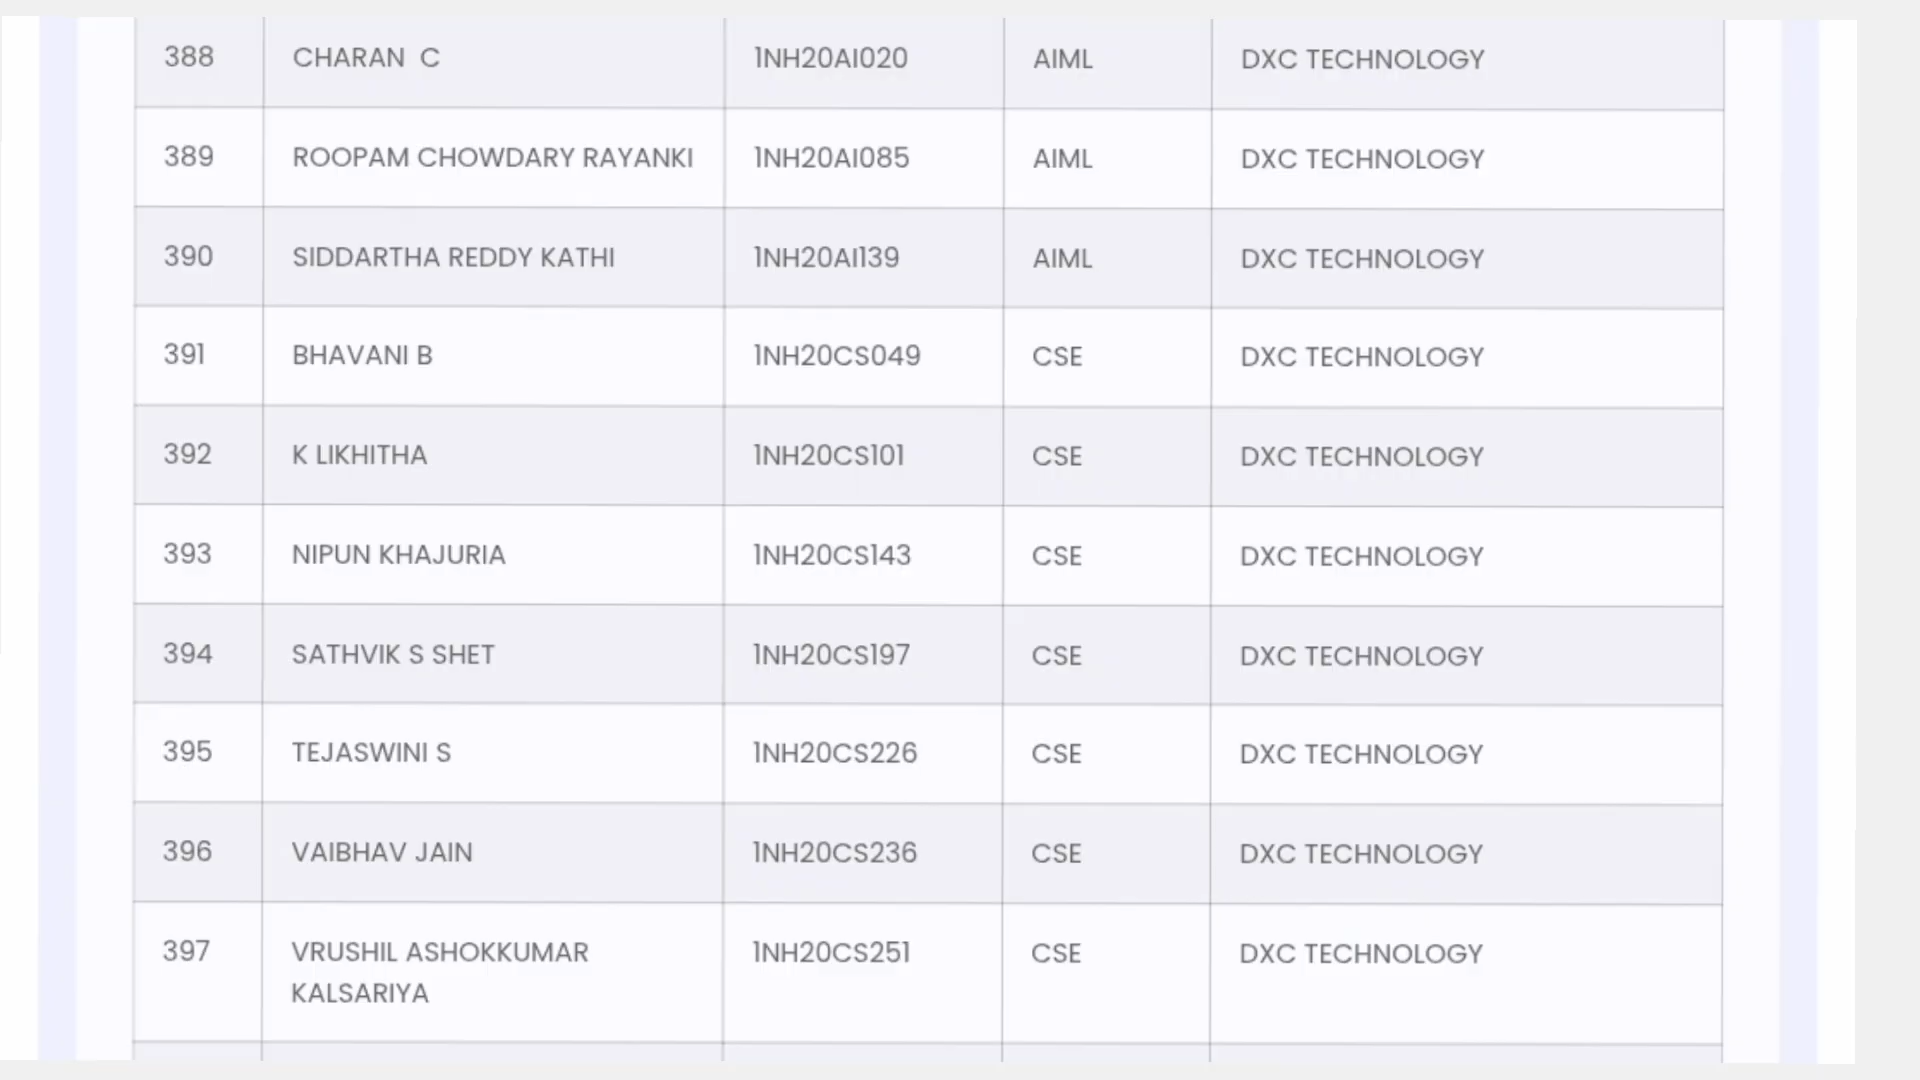 388 CHARAN C 1NH20AI020 AIML DXC TECHNOLOGY
389 ROOPAM CHOWDARY RAYANKI 1NH20AI085 AIML DXC TECHNOLOGY
390 SIDDARTHA REDDY KATHI 1NH20AI139 AIML DXC TECHNOLOGY
391 BHAVANI B 1NH20CS049 CSE DXC TECHNOLOGY
392 K LIKHITHA 1NH20CS101 CSE DXC TECHNOLOGY
393 NIPUN KHAJURIA 1NH20CS143 CSE DXC TECHNOLOGY
394 SATHVIK S SHET 1NH20CS197 CSE DXC TECHNOLOGY
395 TEJASWINI S 1NH20CS226 CSE DXC TECHNOLOGY
396 VAIBHAV JAIN 1NH20CS236 CSE DXC TECHNOLOGY
397 VRUSHIL ASHOKKUMAR 1NH20CS251 CSE DXC TECHNOLOGY
KALSARIYA